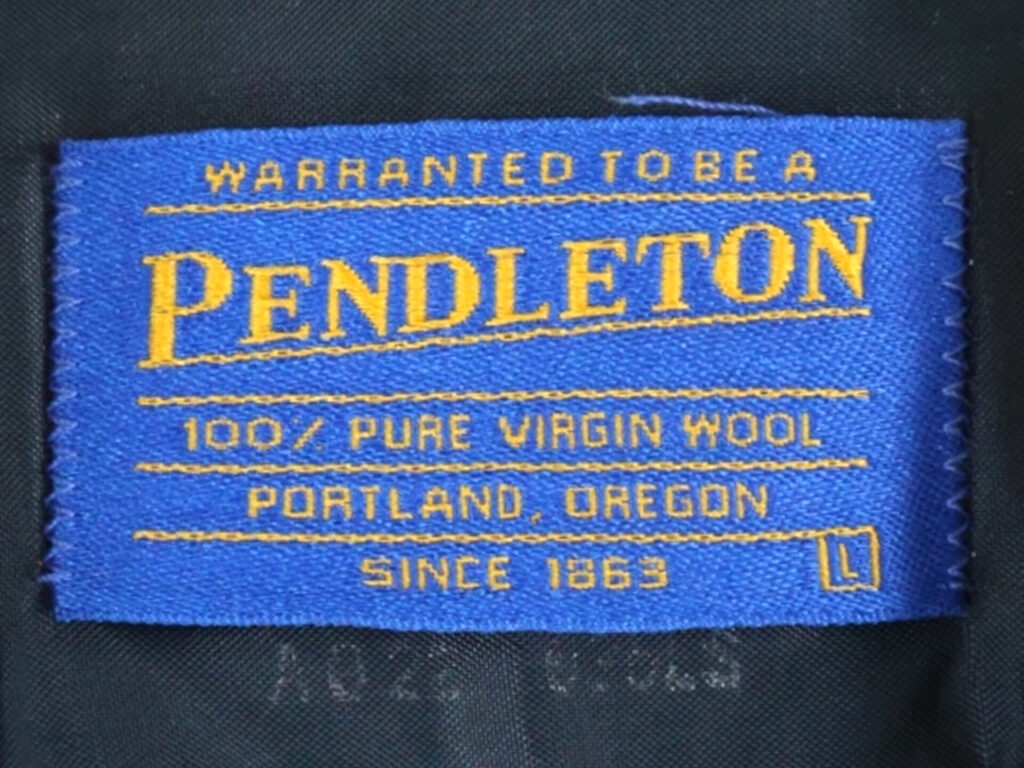 WARRANTED TO BE A
PENDLETON
100% PURE VIRGIN WOOL
PORTLAND, OREGON
SINCE 1863
L